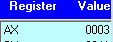 Register Value
AX 0003